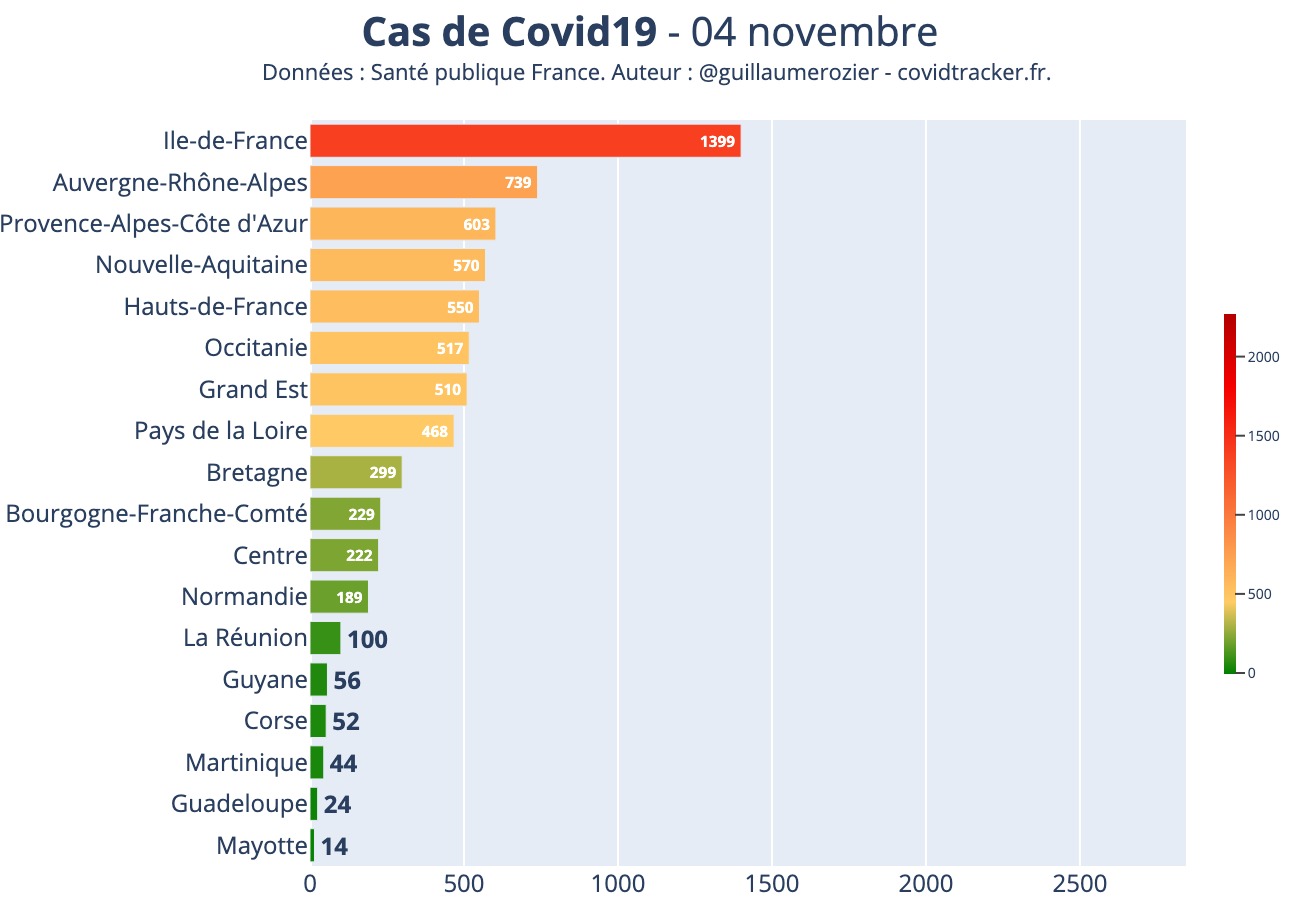 Cas de Covid19 - 04 novembre
Données : Santé publique France. Auteur : @guillaumerozier - covidtracker.fr.
Ile-de-France 1399
Auvergne-Rhône-Alpes 739
Provence-Alpes-Côte d'Azur 603
Nouvelle-Aquitaine 570
Hauts-de-France 550
Occitanie 517
Grand Est 510
Pays de la Loire 468
Bretagne 299
Bourgogne-Franche-Comté 229
Centre 222
Normandie 189
La Réunion 100
Guyane 56
Corse 52
Martinique 44
Guadeloupe 24
Mayotte 14
0 500 1000 1500 2000 2500
2000
1500
1000
500
0